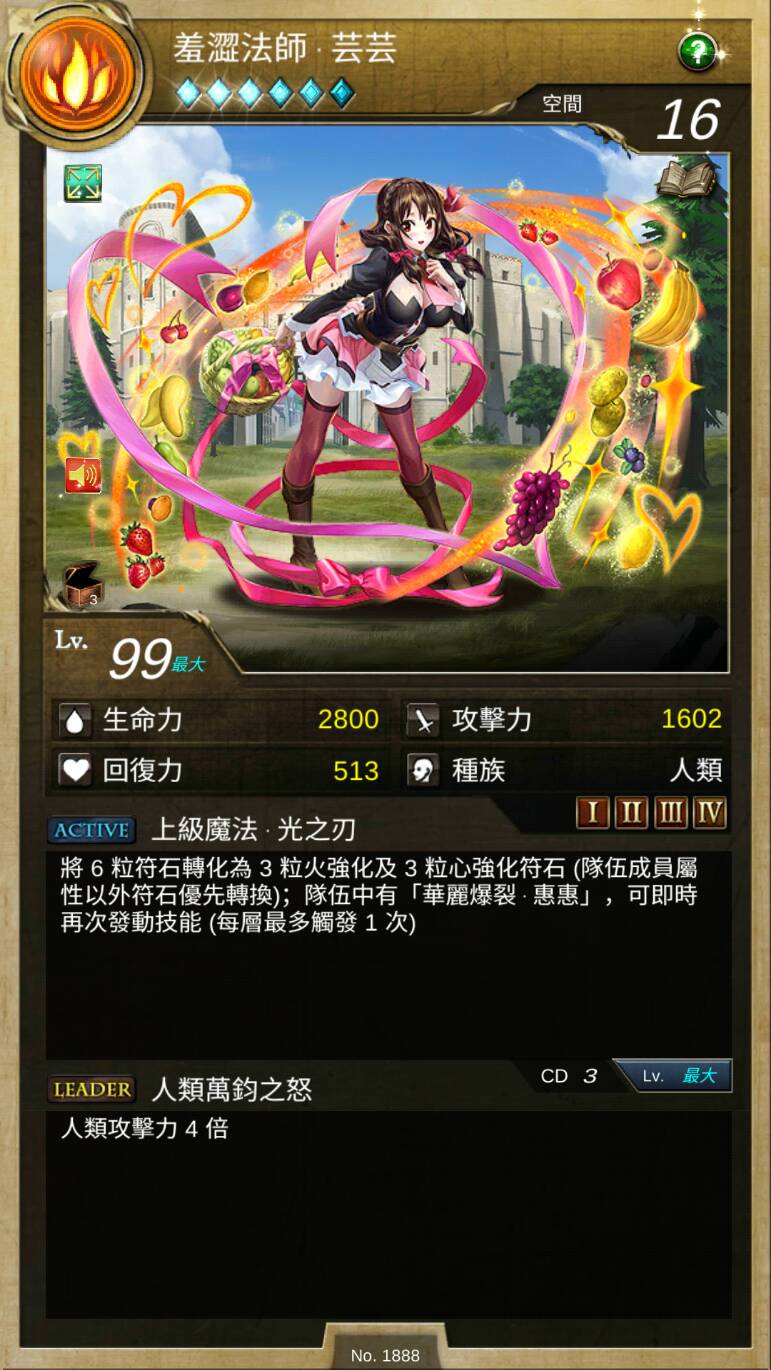 羞澀法師 · 芸芸
空間
16
3
Lv.
99最大
生命力 2800 攻擊力 1602
回復力 513 種族 人類
I II III IV
ACTIVE 上級魔法 · 光之刃
將 6 粒符石轉化為 3 粒火強化及 3 粒心強化符石 (隊伍成員屬
性以外符石優先轉換)；隊伍中有「華麗爆裂 · 惠惠」，可即時
再次發動技能 (每層最多觸發 1 次)
CD 3 Lv. 最大
LEADER 人類萬鈞之怒
人類攻擊力 4 倍
No. 1888